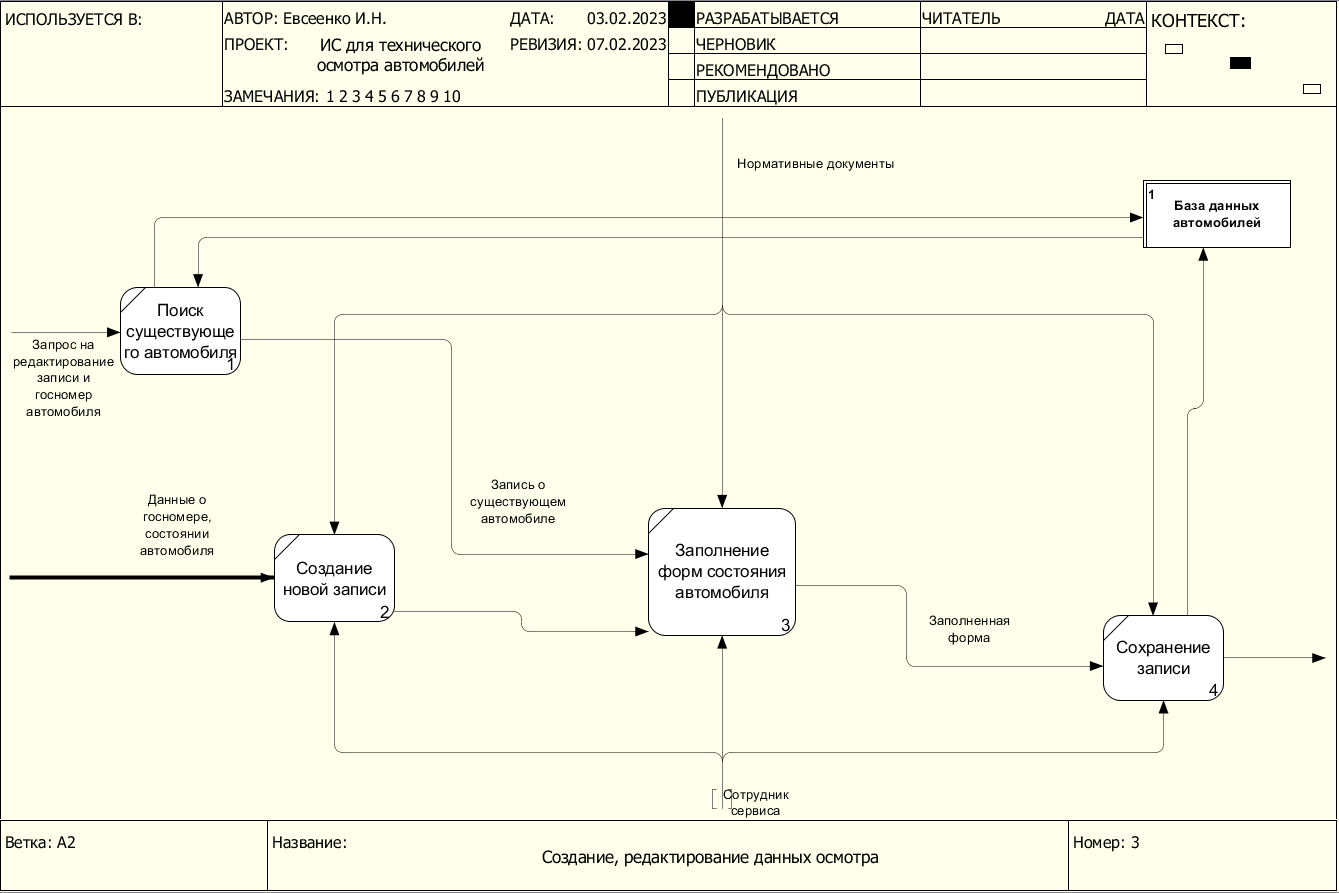 ИСПОЛЬЗУЕТСЯ В:
АВТОР: Евсеенко И.Н.
ДАТА: 03.02.2023
РАЗРАБАТЫВАЕТСЯ
ЧИТАТЕЛЬ
ДАТА
КОНТЕКСТ:
ПРОЕКТ: ИС для технического
осмотра автомобилей
РЕВИЗИЯ: 07.02.2023
ЧЕРНОВИК
РЕКОМЕНДОВАНО
ЗАМЕЧАНИЯ: 1 2 3 4 5 6 7 8 9 10
ПУБЛИКАЦИЯ
Нормативные документы
1
База данных
автомобилей
Поиск
существующе
го автомобиля
1
Запрос на
редактирование
записи и
госномер
автомобиля
Данные о
госномере,
состоянии
автомобиля
Запись о
существующем
автомобиле
Создание
новой записи
2
Заполнение
форм состояния
автомобиля
3
Заполненная
форма
Сохранение
записи
4
Сотрудник
сервиса
Ветка: A2
Название:
Создание, редактирование данных осмотра
Номер: 3